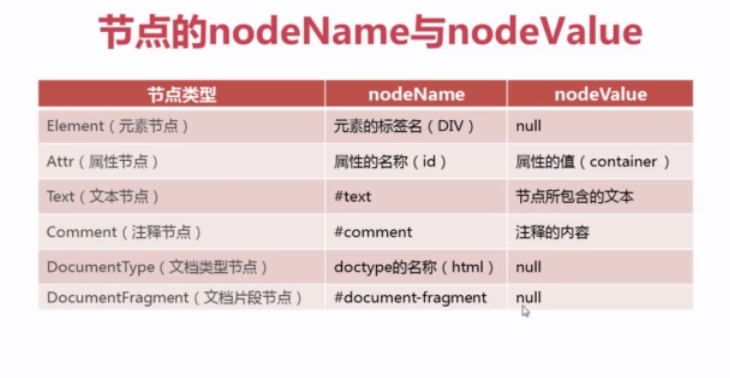 节点的nodeName与nodeValue
节点类型 nodeName nodeValue
Element（元素节点） 元素的标签名（DIV） null
Attr（属性节点） 属性的名称（id） 属性的值（container ）
Text（文本节点） #text 节点所包含的文本
Comment（注释节点） #comment 注释的内容
DocumentType（文档类型节点） doctype的名称（html） null
DocumentFragment（文档片段节点） #document-fragment null